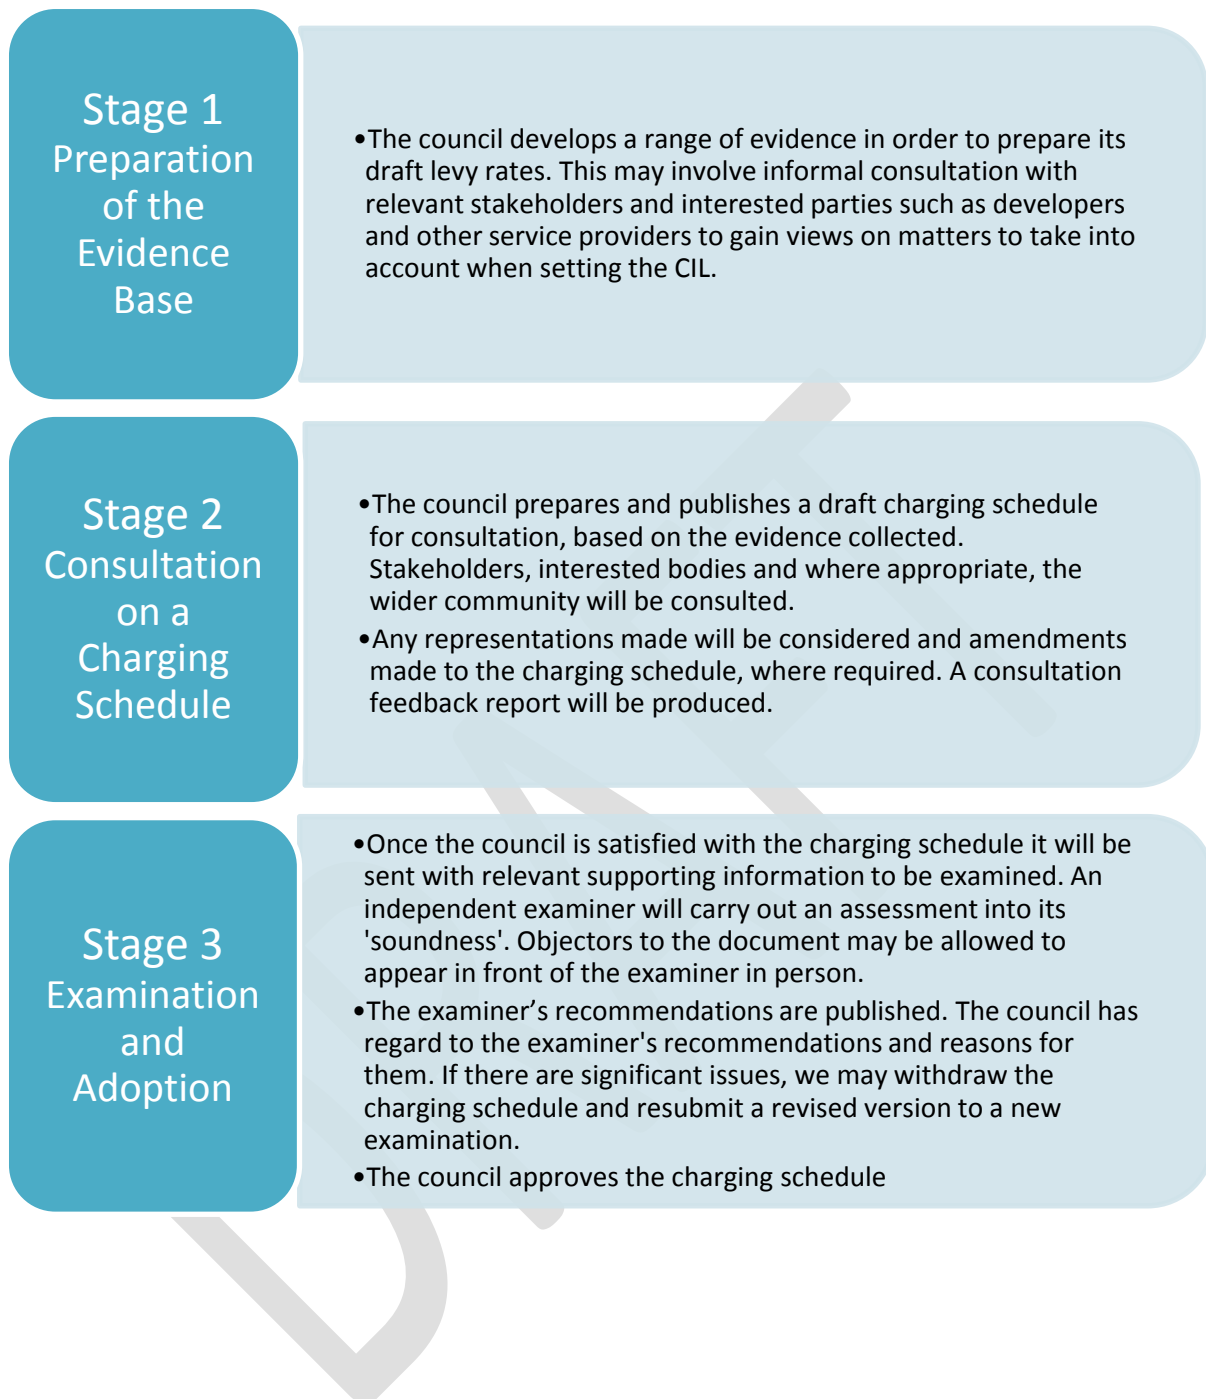 Stage 1
Preparation
of the
Evidence
Base
•The council develops a range of evidence in order to prepare its
draft levy rates. This may involve informal consultation with
relevant stakeholders and interested parties such as developers
and other service providers to gain views on matters to take into
account when setting the CIL.
Stage 2
Consultation
on a
Charging
Schedule
•The council prepares and publishes a draft charging schedule
for consultation, based on the evidence collected.
Stakeholders, interested bodies and where appropriate, the
wider community will be consulted.
•Any representations made will be considered and amendments
made to the charging schedule, where required. A consultation
feedback report will be produced.
Stage 3
Examination
and
Adoption
•Once the council is satisfied with the charging schedule it will be
sent with relevant supporting information to be examined. An
independent examiner will carry out an assessment into its
'soundness'. Objectors to the document may be allowed to
appear in front of the examiner in person.
•The examiner’s recommendations are published. The council has
regard to the examiner's recommendations and reasons for
them. If there are significant issues, we may withdraw the
charging schedule and resubmit a revised version to a new
examination.
•The council approves the charging schedule
DRAFT